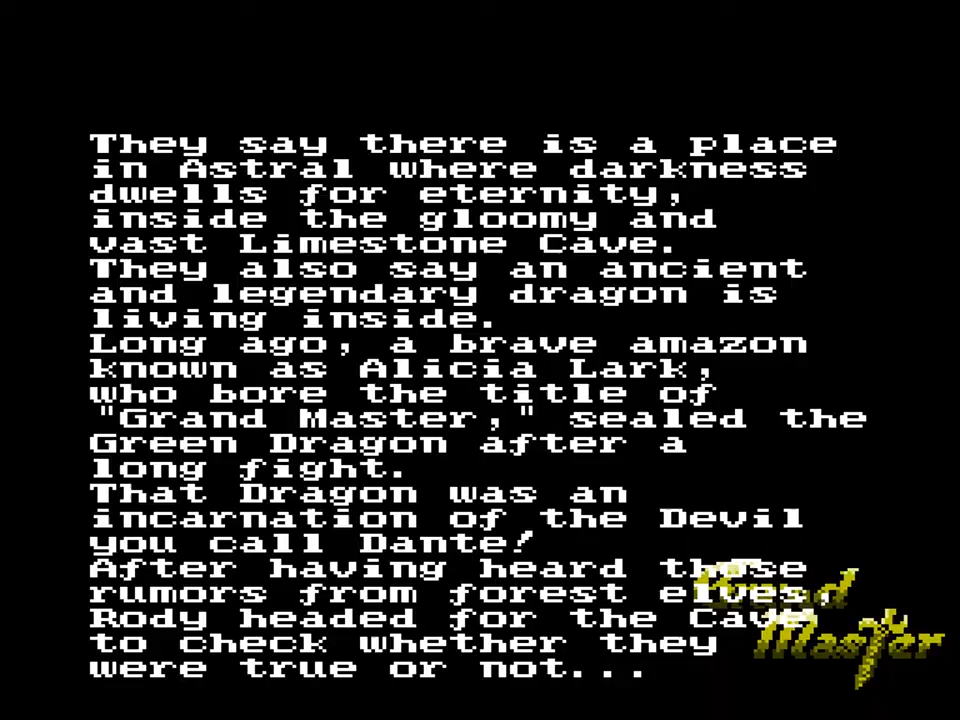 They say there is a place
in Astral where darkness
dwells for eternity,
inside the gloomy and
vast Limestone Cave.
They also say an ancient
and legendary dragon is
living inside.
Long ago, a brave amazon
known as Alicia Lark,
who bore the title of
"Grand Master," sealed the
Green Dragon after a
long fight.
That Dragon was an
incarnation of the Devil
you call Dante!
After having heard those
rumors from forest elves,
Rody headed for the Cave
to check whether they
were true or not...
Grand
Master